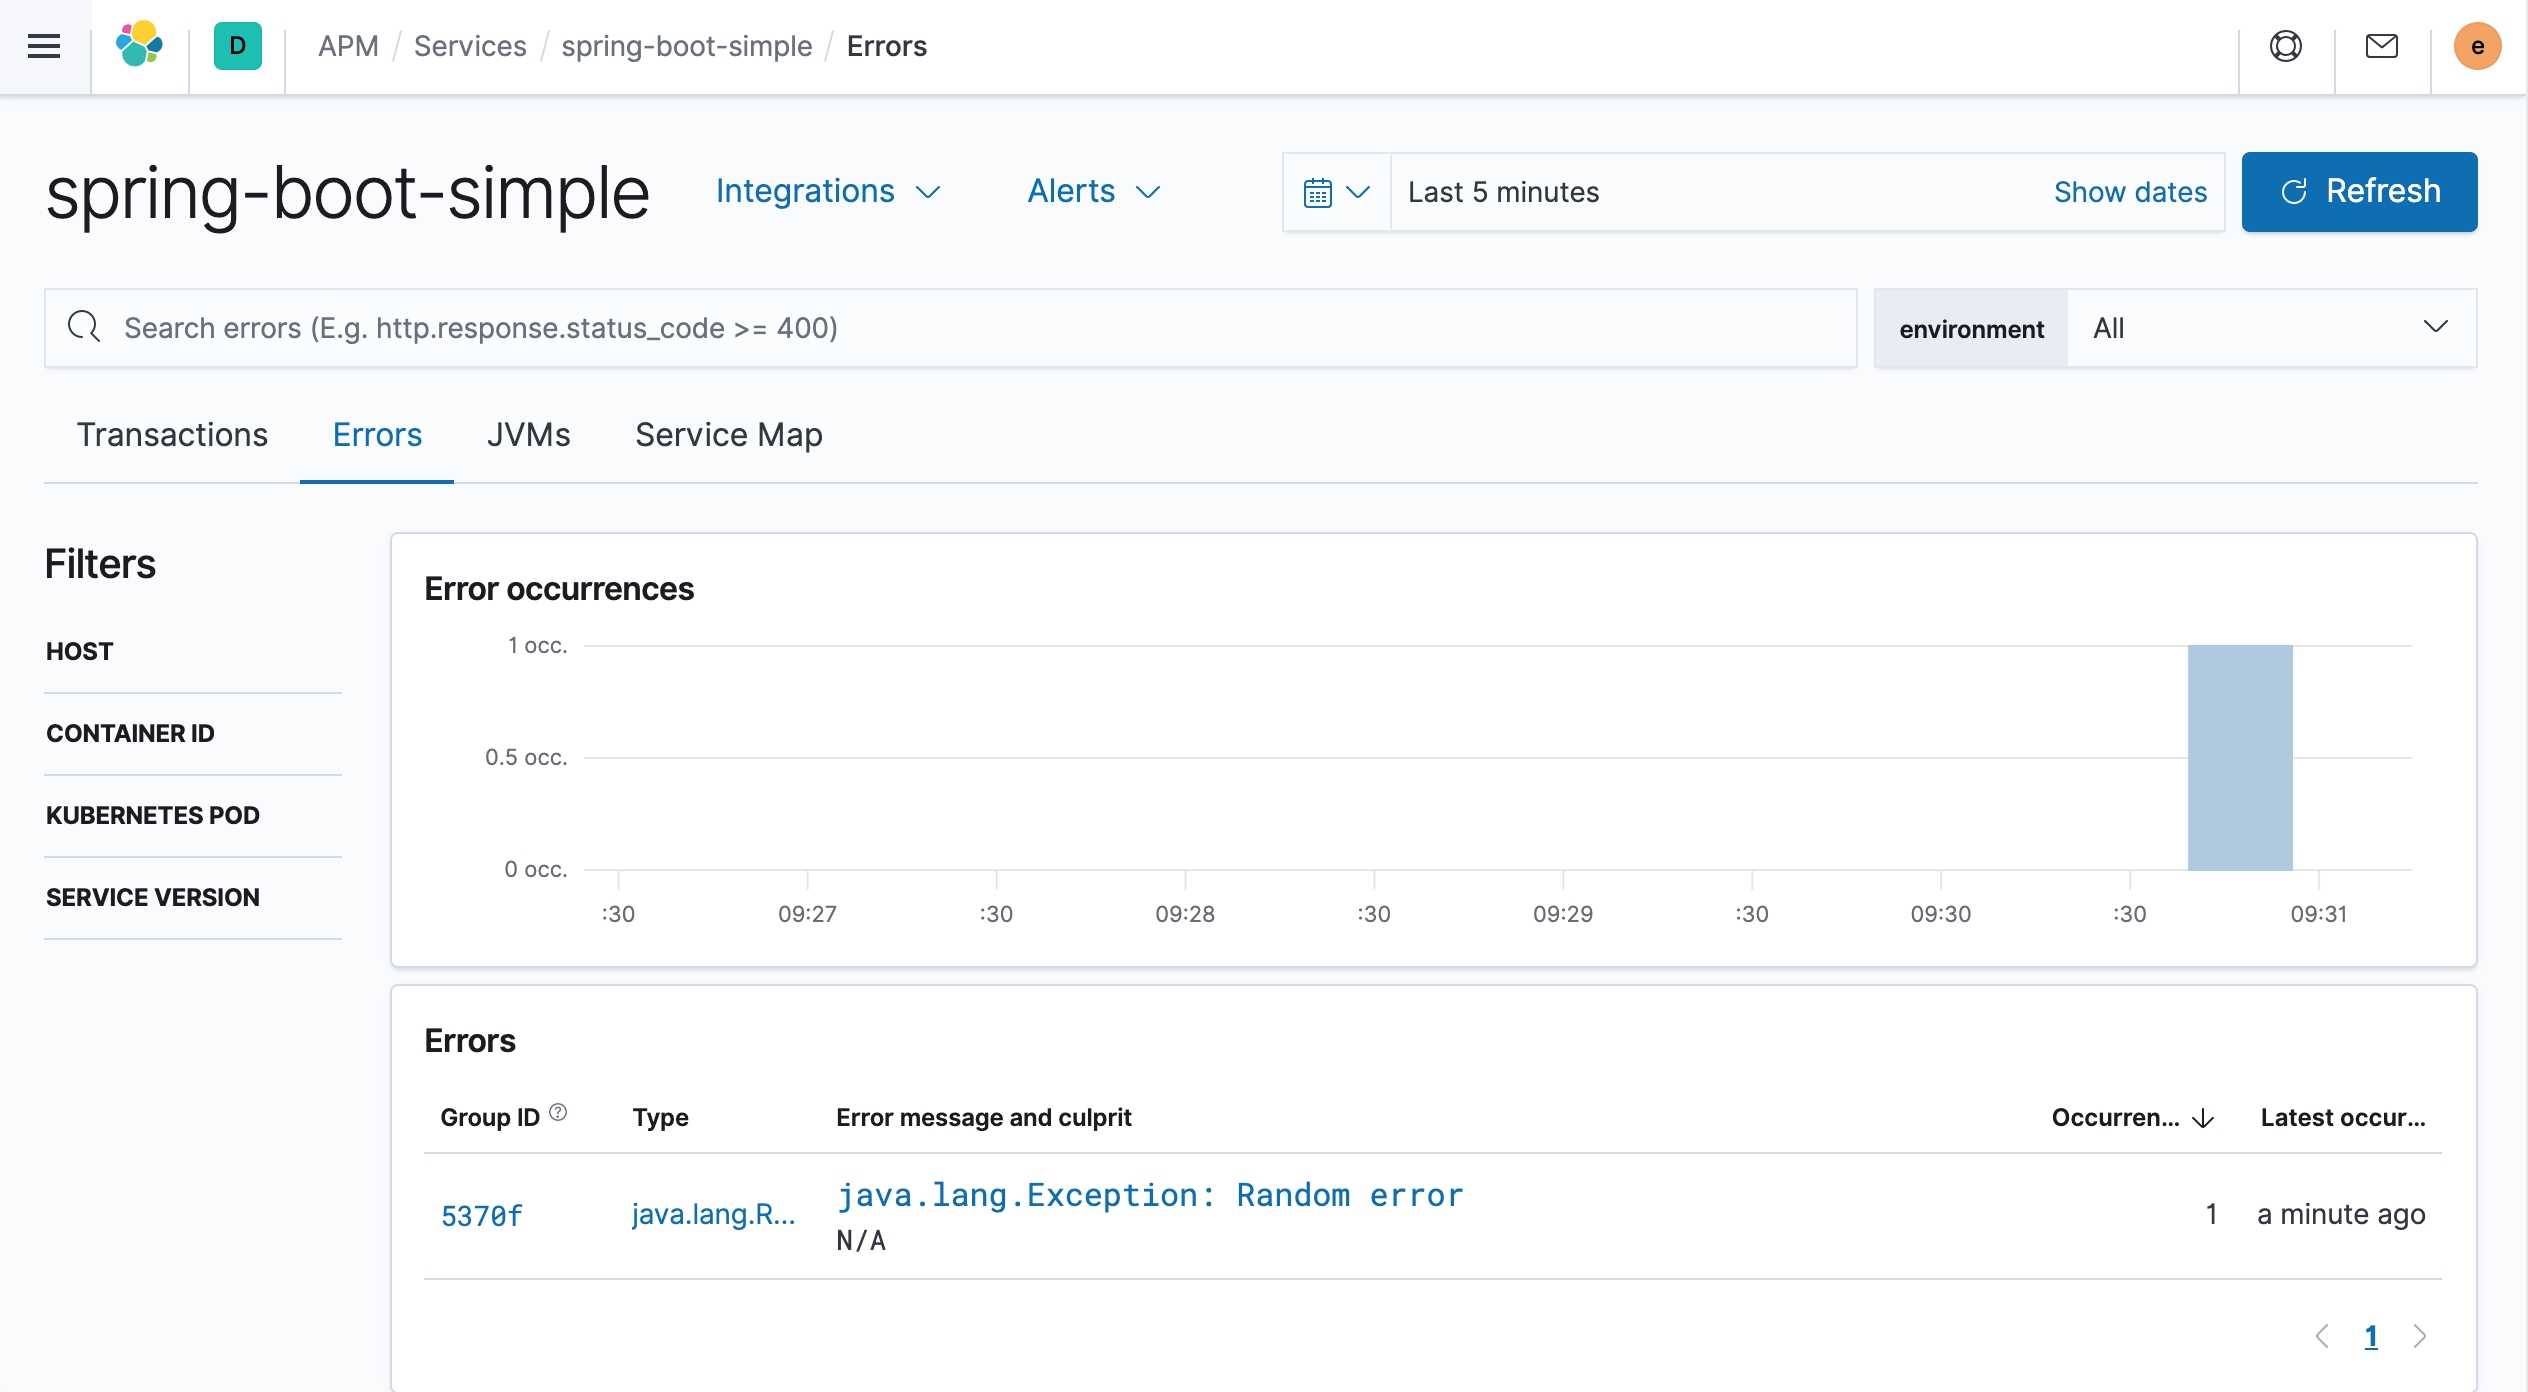 D
APM / Services / spring-boot-simple / Errors
e
spring-boot-simple
Integrations
Alerts
Last 5 minutes
Show dates
Refresh
Search errors (E.g. http.response.status_code >= 400)
environment
All
Transactions
Errors
JVMs
Service Map
Filters
HOST
CONTAINER ID
KUBERNETES POD
SERVICE VERSION
Error occurrences
1 occ.
0.5 occ.
0 occ.
:30 09:27 :30 09:28 :30 09:29 :30 09:30 :30 09:31
Errors
Group ID ? Type Error message and culprit Occurren... Latest occur...
5370f java.lang.R... java.lang.Exception: Random error 1 a minute ago
N/A
1